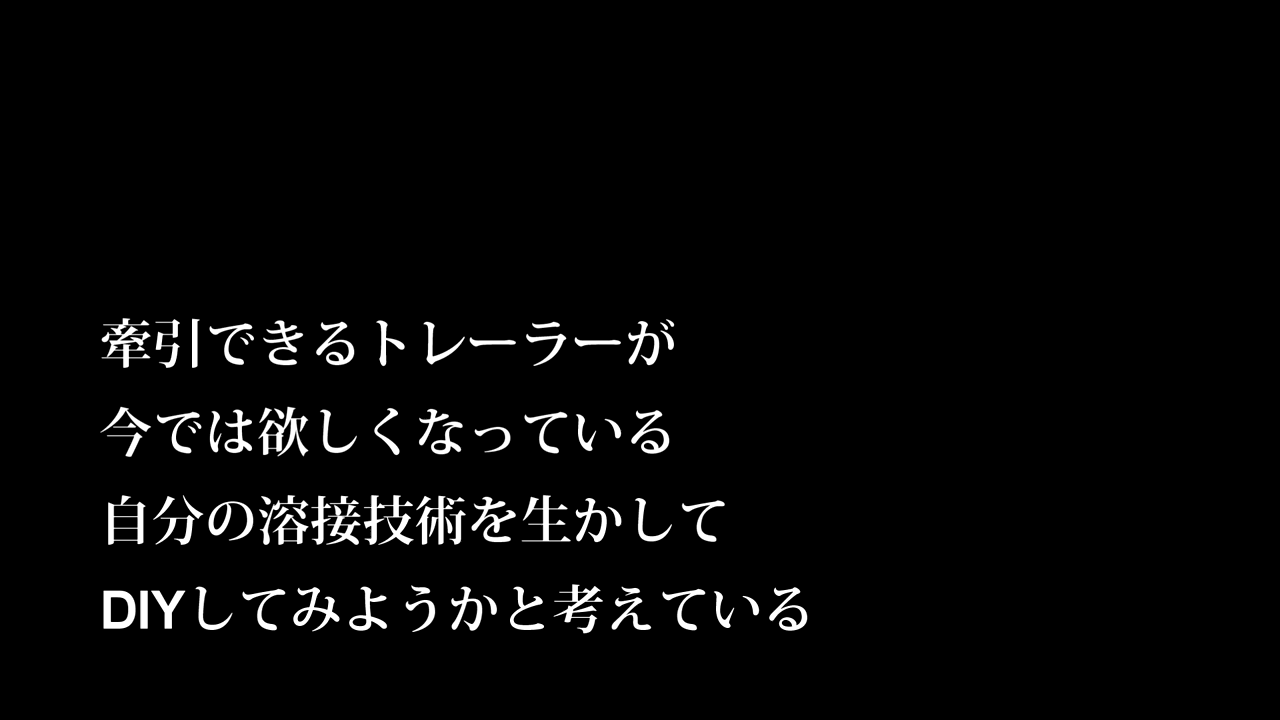 牽引できるトレーラーが
今では欲しくなっている
自分の溶接技術を生かして
DIYしてみようかと考えている